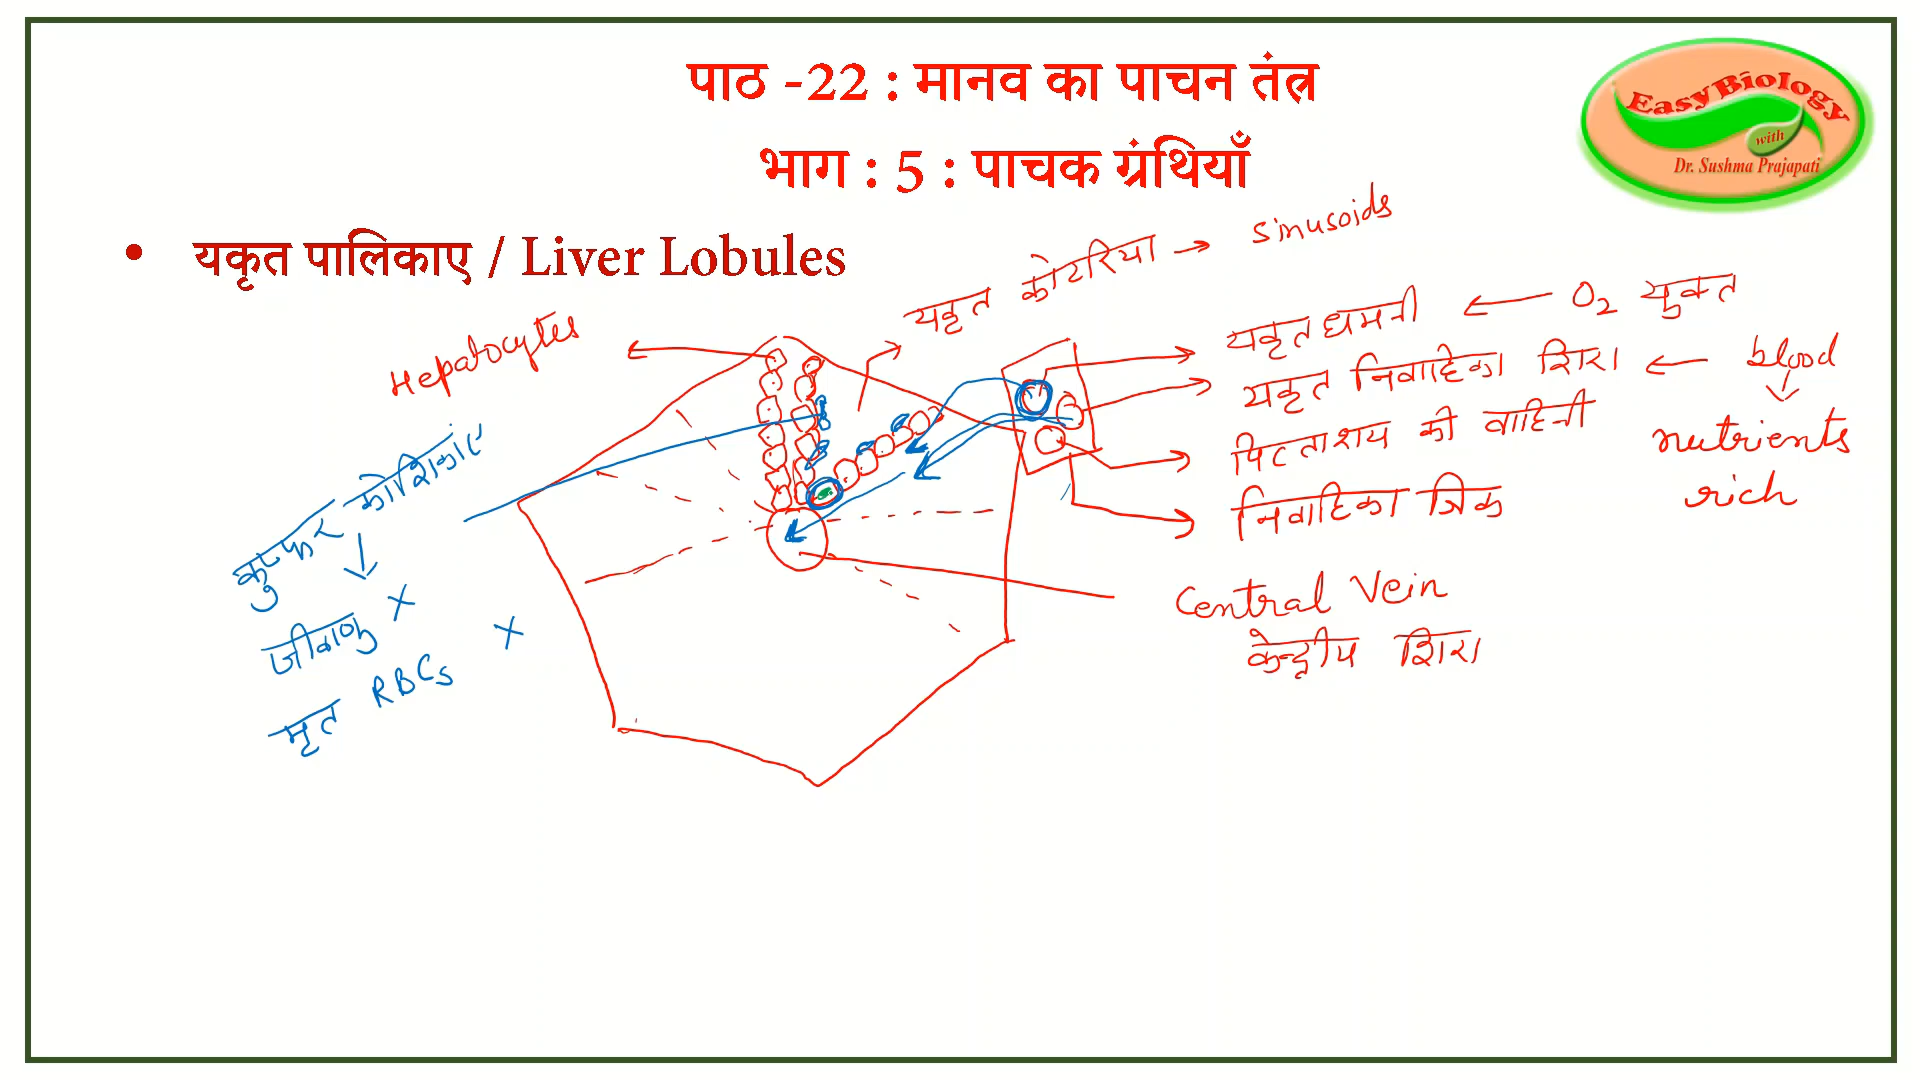 पाठ -22 : मानव का पाचन तंत्र
भाग : 5 : पाचक ग्रंथियाँ
EasyBiology
with
Dr. Sushma Prajapati
• यकृत पालिकाए / Liver Lobules
यकृत कोटरिया → Sinusoids
Hepatocytes
यकृत धमनी ← O2 युक्त
यकृत निवाहिका शिरा ← blood
nutrients
rich
पित्ताशय की वाहिनी
निवाहिका त्रिक
Central Vein
केन्द्रीय शिरा
कुप्फर कोशिकाएं
जीवाणु ×
मृत RBCs ×